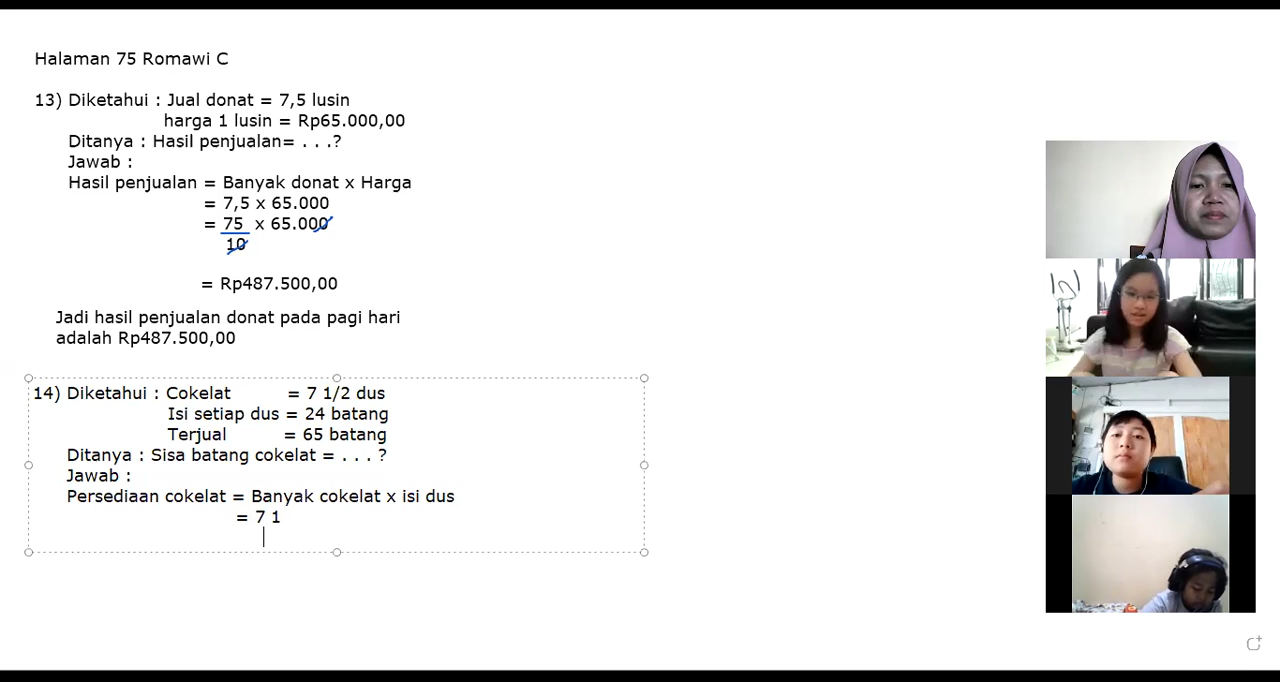 Halaman 75 Romawi C
13) Diketahui : Jual donat = 7,5 lusin
harga 1 lusin = Rp65.000,00
Ditanya : Hasil penjualan= . . .?
Jawab :
Hasil penjualan = Banyak donat x Harga
= 7,5 x 65.000
= 75 x 65.000
10
= Rp487.500,00
Jadi hasil penjualan donat pada pagi hari
adalah Rp487.500,00
14) Diketahui : Cokelat = 7 1/2 dus
Isi setiap dus = 24 batang
Terjual = 65 batang
Ditanya : Sisa batang cokelat = . . . ?
Jawab :
Persediaan cokelat = Banyak cokelat x isi dus
= 7 1